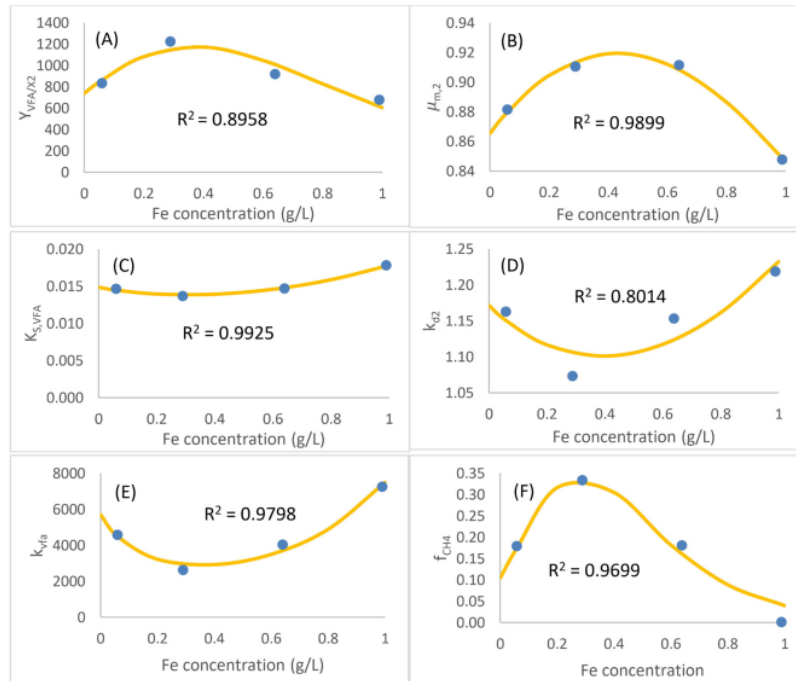 (A)
1400
1200
1000
800
600
400
200
0
Y_VFA/X2
R² = 0.8958
0 0.2 0.4 0.6 0.8 1
Fe concentration (g/L)
(B)
0.94
0.92
0.90
0.88
0.86
0.84
μ_m,2
R² = 0.9899
0 0.2 0.4 0.6 0.8 1
Fe concentration (g/L)
(C)
0.020
0.015
0.010
0.005
0.000
K_S,VFA
R² = 0.9925
0 0.2 0.4 0.6 0.8 1
Fe concentration (g/L)
(D)
1.25
1.20
1.15
1.10
1.05
k_d2
R² = 0.8014
0 0.2 0.4 0.6 0.8 1
Fe concentration (g/L)
(E)
8000
6000
4000
2000
0
k_vfa
R² = 0.9798
0 0.2 0.4 0.6 0.8 1
Fe concentration (g/L)
(F)
0.35
0.30
0.25
0.20
0.15
0.10
0.05
0.00
f_CH4
R² = 0.9699
0 0.2 0.4 0.6 0.8 1
Fe concentration